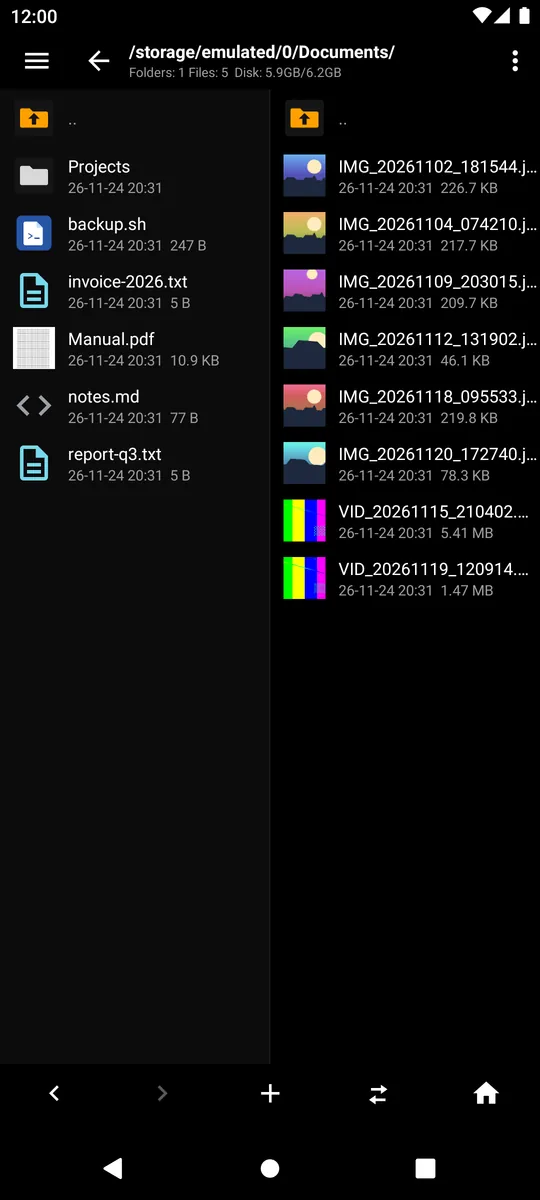 12:00
/storage/emulated/0/Documents/
Folders: 1 Files: 5 Disk: 5.9GB/6.2GB
..
Projects
26-11-24 20:31
backup.sh
26-11-24 20:31 247 B
invoice-2026.txt
26-11-24 20:31 5 B
Manual.pdf
26-11-24 20:31 10.9 KB
notes.md
26-11-24 20:31 77 B
report-q3.txt
26-11-24 20:31 5 B
..
IMG_20261102_181544.j…
26-11-24 20:31 226.7 KB
IMG_20261104_074210.j…
26-11-24 20:31 217.7 KB
IMG_20261109_203015.j…
26-11-24 20:31 209.7 KB
IMG_20261112_131902.j…
26-11-24 20:31 46.1 KB
IMG_20261118_095533.j…
26-11-24 20:31 219.8 KB
IMG_20261120_172740.j…
26-11-24 20:31 78.3 KB
VID_20261115_210402.…
26-11-24 20:31 5.41 MB
VID_20261119_120914.…
26-11-24 20:31 1.47 MB